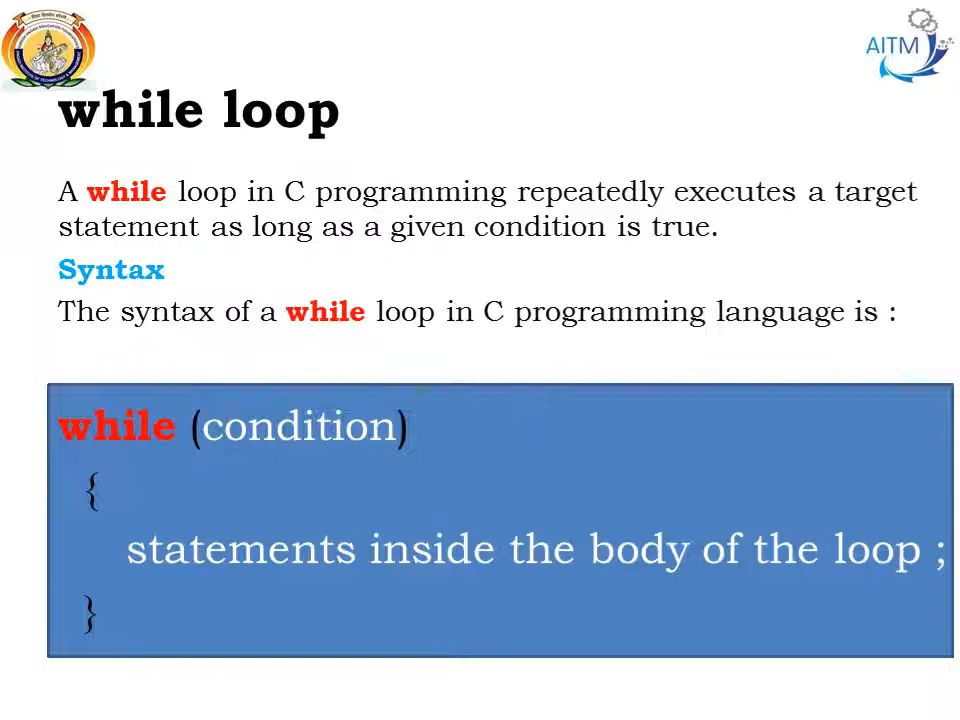 AITM
while loop
A while loop in C programming repeatedly executes a target
statement as long as a given condition is true.
Syntax
The syntax of a while loop in C programming language is :
while (condition)
{
statements inside the body of the loop ;
}